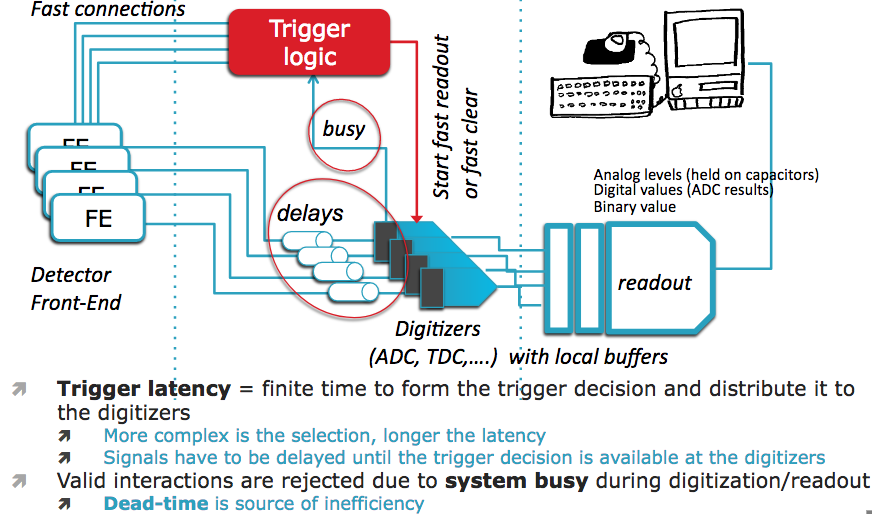 Fast connections
Trigger
logic
busy
Start fast readout
or fast clear
FE
FE
FE
FE
delays
Analog levels (held on capacitors)
Digital values (ADC results)
Binary value
readout
Detector
Front-End
Digitizers
(ADC, TDC,....) with local buffers
Trigger latency = finite time to form the trigger decision and distribute it to
the digitizers
More complex is the selection, longer the latency
Signals have to be delayed until the trigger decision is available at the digitizers
Valid interactions are rejected due to system busy during digitization/readout
Dead-time is source of inefficiency